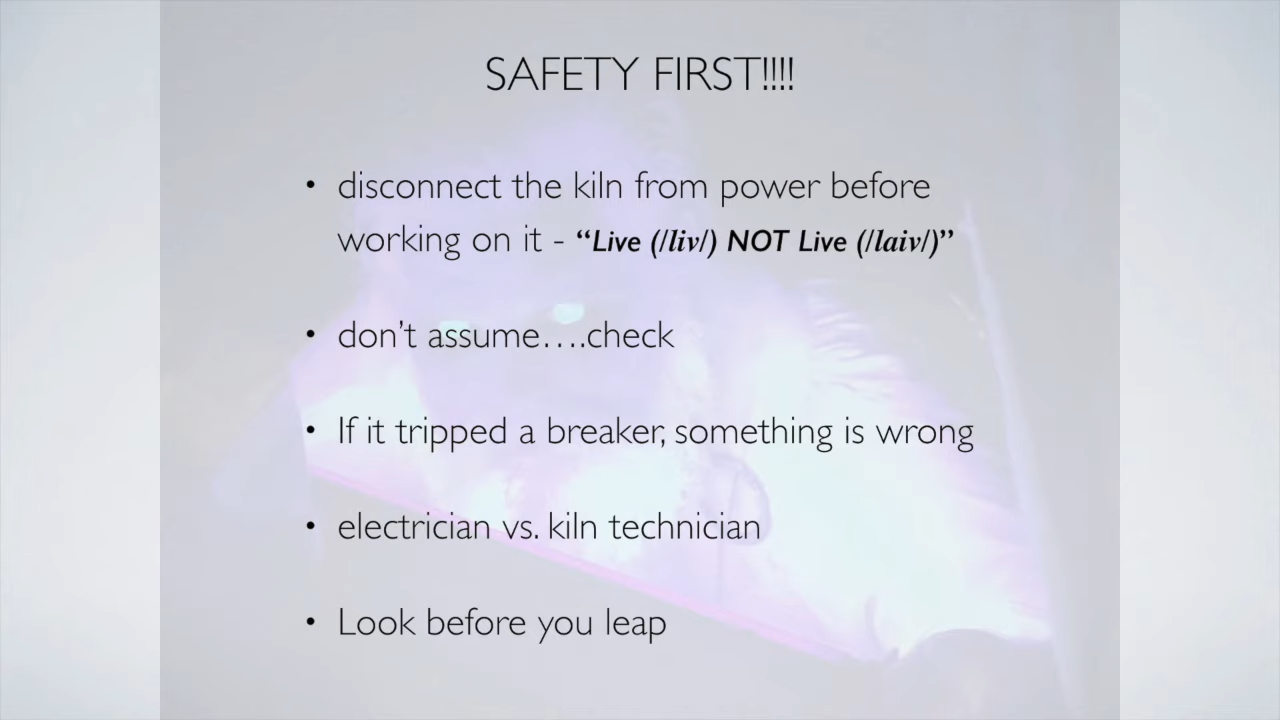 SAFETY FIRST!!!!
• disconnect the kiln from power before
working on it - “Live (/liv/) NOT Live (/laiv/)”
• don’t assume….check
• If it tripped a breaker, something is wrong
• electrician vs. kiln technician
• Look before you leap